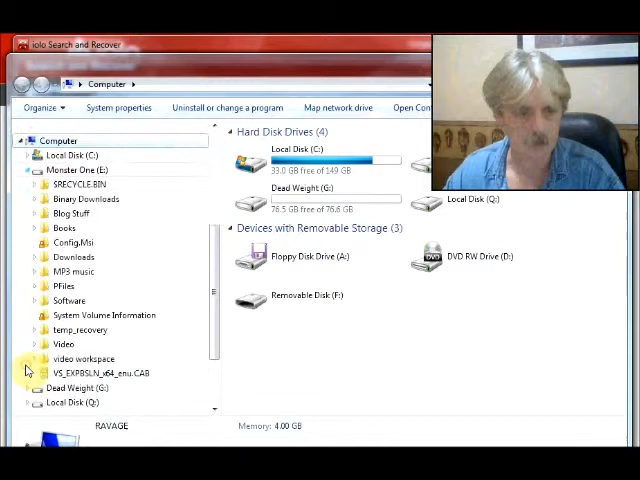 iolo Search and Recover
Computer
Organize
System properties
Uninstall or change a program
Map network drive
Open Con
Computer
Local Disk (C:)
Monster One (E:)
$RECYCLE.BIN
Binary Downloads
Blog Stuff
Books
Config.Msi
Downloads
MP3 music
PFiles
Software
System Volume Information
temp_recovery
Video
video workspace
VS_EXPBSLN_x64_enu.CAB
Dead Weight (G:)
Local Disk (Q:)
Hard Disk Drives (4)
Local Disk (C:)
33.0 GB free of 149 GB
Dead Weight (G:)
76.5 GB free of 76.6 GB
Local Disk (Q:)
Devices with Removable Storage (3)
Floppy Disk Drive (A:)
DVD RW Drive (D:)
DVD
Removable Disk (F:)
RAVAGE
Memory: 4.00 GB